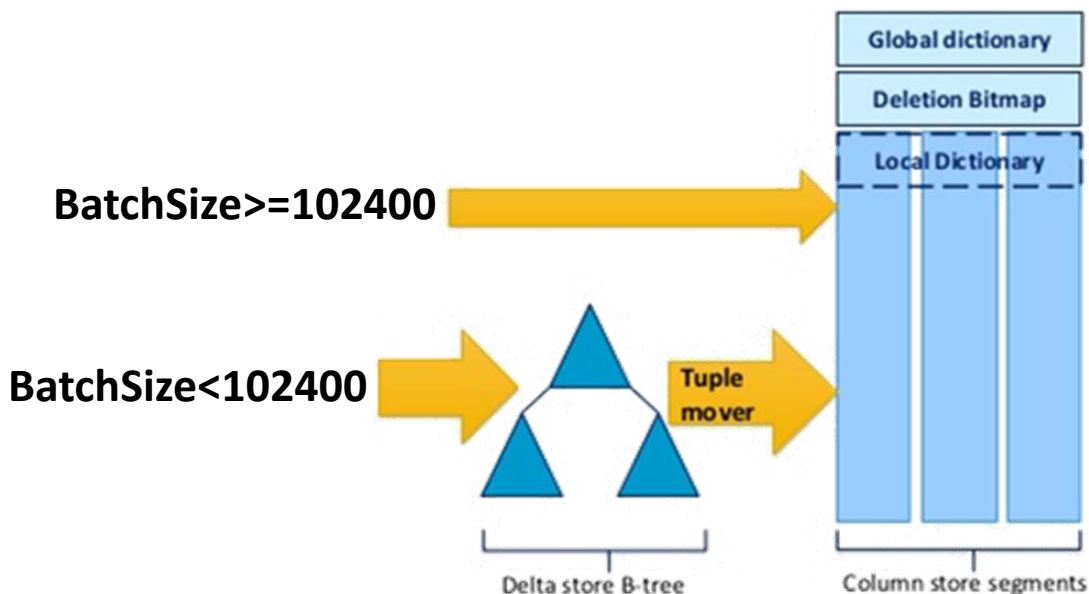 Global dictionary
Deletion Bitmap
Local Dictionary
BatchSize>=102400
BatchSize<102400
Tuple
mover
Delta store B-tree
Column store segments